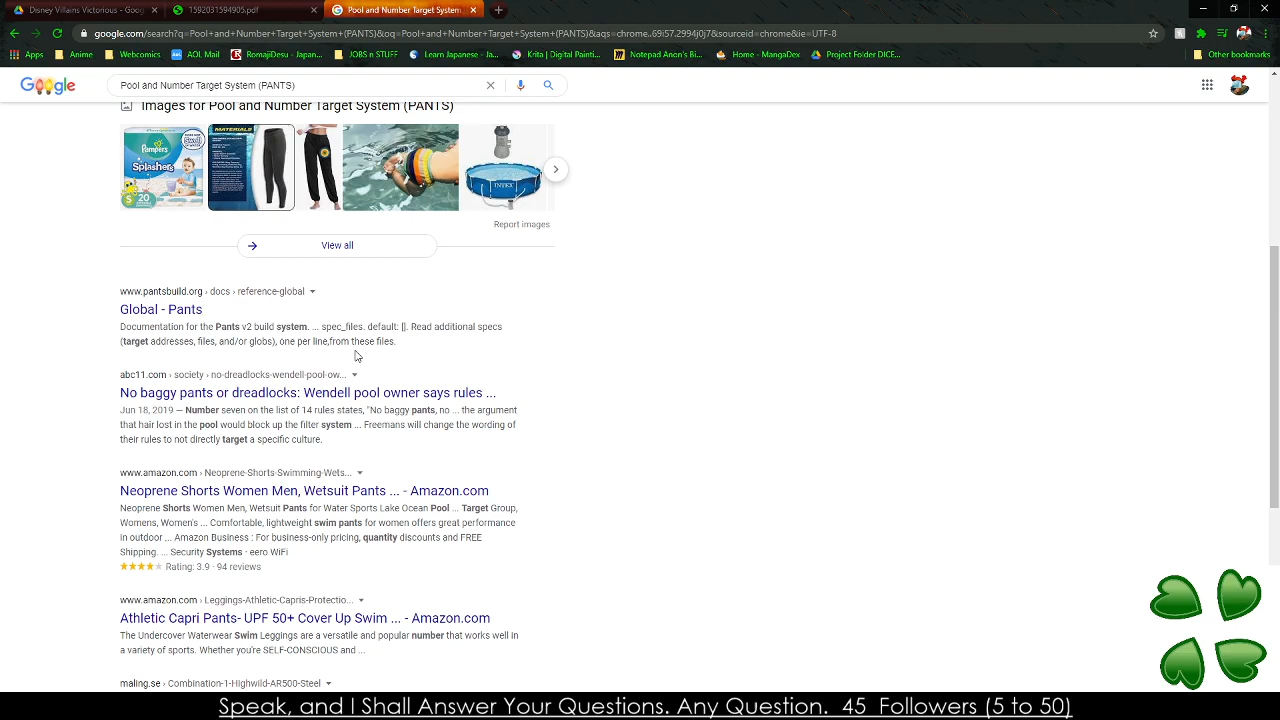 Disney Villains Victorious - Goog
1592031594905.pdf
Pool and Number Target System
google.com/search?q=Pool+and+Number+Target+System+(PANTS)&oq=Pool+and+Number+Target+System+(PANTS)&aqs=chrome..69i57.2994j0j7&sourceid=chrome&ie=UTF-8
Apps Anime Webcomics AOL Mail RomajiDesu - Japan... JOBS n STUFF Learn Japanese - Ja... Krita | Digital Painti... Notepad Anon's Bi... Home - MangaDex Project Folder DICE... Other bookmarks
Google Pool and Number Target System (PANTS)
Images for Pool and Number Target System (PANTS)
Pampers
Splashers
S 20
MATERIALS
INTEX
Report images
View all
www.pantsbuild.org › docs › reference-global
Global - Pants
Documentation for the Pants v2 build system. ... spec_files. default: []. Read additional specs
(target addresses, files, and/or globs), one per line,from these files.
abc11.com › society › no-dreadlocks-wendell-pool-ow...
No baggy pants or dreadlocks: Wendell pool owner says rules ...
Jun 18, 2019 — Number seven on the list of 14 rules states, "No baggy pants, no ... the argument
that hair lost in the pool would block up the filter system ... Freemans will change the wording of
their rules to not directly target a specific culture.
www.amazon.com › Neoprene-Shorts-Swimming-Wets...
Neoprene Shorts Women Men, Wetsuit Pants ... - Amazon.com
Neoprene Shorts Women Men, Wetsuit Pants for Water Sports Lake Ocean Pool ... Target Group,
Womens, Women's ... Comfortable, lightweight swim pants for women offers great performance
in outdoor ... Amazon Business : For business-only pricing, quantity discounts and FREE
Shipping. ... Security Systems · eero WiFi
Rating: 3.9 · 94 reviews
www.amazon.com › Leggings-Athletic-Capris-Protectio...
Athletic Capri Pants- UPF 50+ Cover Up Swim ... - Amazon.com
The Undercover Waterwear Swim Leggings are a versatile and popular number that works well in
a variety of sports. Whether you're SELF-CONSCIOUS and ...
maling.se › Combination-1-Highwild-AR500-Steel
Speak, and I Shall Answer Your Questions. Any Question. 45 Followers (5 to 50)